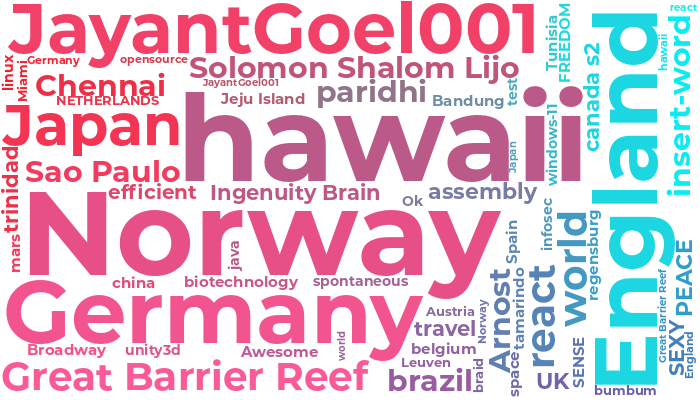 JayantGoel001
linux
Miami
Germany
opensource
Chennai
NETHERLANDS
Solomon Shalom Lijo
JayantGoel001
Jeju Island
paridhi
Bandung
test
Tunisia
FREEDOM
windows-11
canada s2
England
react
hawaii
insert-word
Japan
hawaii
Japan
Sao Paulo
trinidad
efficient
Ingenuity Brain
Ok
assembly
mars
Norway
java
infosec
Spain
world
regensburg
china
biotechnology
spontaneous
Germany
Arnost
tamarindo
react
Great Barrier Reef
PEACE
SEXY
England
Austria
Norway
travel
Broadway
unity3d
Awesome
world
belgium
Leuven
Great Barrier Reef
brazil
braid
space
UK
SENSE
bumbum